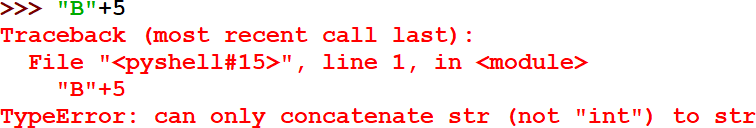 >>> "B"+5
Traceback (most recent call last):
  File "<pyshell#15>", line 1, in <module>
    "B"+5
TypeError: can only concatenate str (not "int") to str